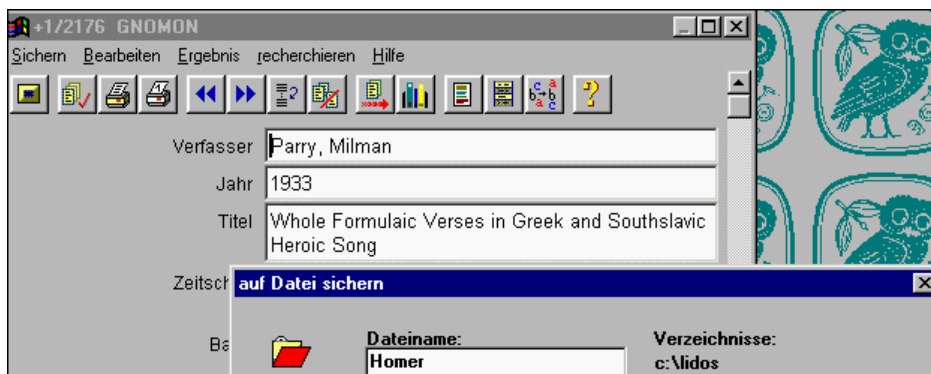 +1/2176 GNOMON
Sichern Bearbeiten Ergebnis recherchieren Hilfe
Verfasser Parry, Milman
Jahr 1933
Titel Whole Formulaic Verses in Greek and Southslavic
Heroic Song
auf Datei sichern
Dateiname: Verzeichnisse:
Homer c:\lidos